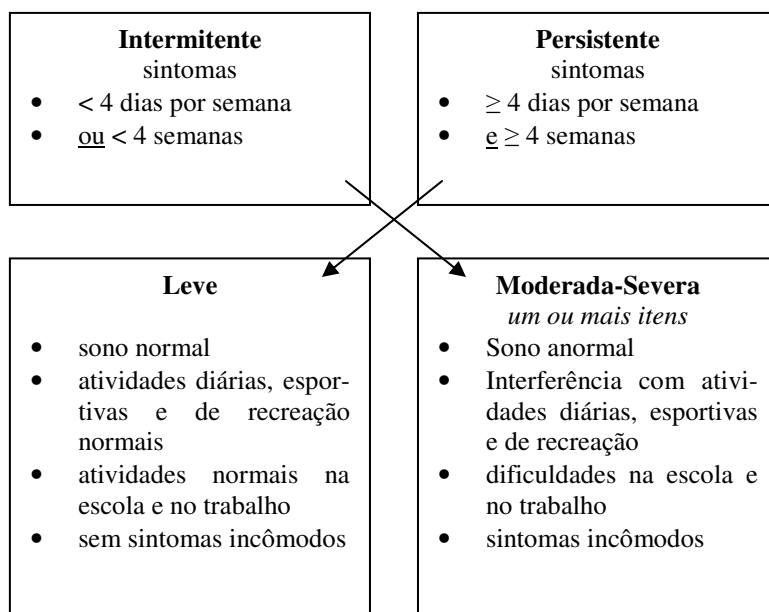 Intermitente
sintomas
• < 4 dias por semana
• ou < 4 semanas
Persistente
sintomas
• ≥ 4 dias por semana
• e ≥ 4 semanas
Leve
• sono normal
• atividades diárias, espor-
tivas e de recreação
normais
• atividades normais na
escola e no trabalho
• sem sintomas incômodos
Moderada-Severa
um ou mais itens
• Sono anormal
• Interferência com ativi-
dades diárias, esportivas
e de recreação
• dificuldades na escola e
no trabalho
• sintomas incômodos